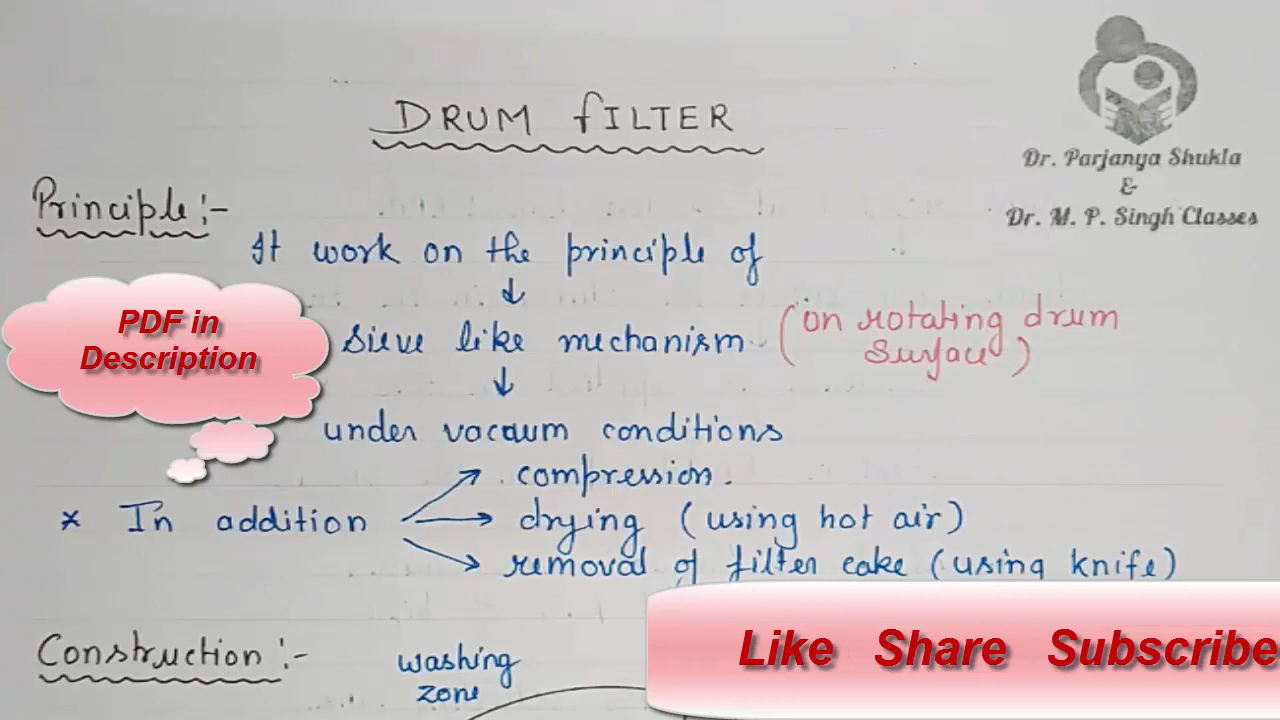 DRUM fILTER
Dr. Parjanya Shukla
&
Dr. M. P. Singh Classes
Principle:-
It work on the principle of
↓
sieve like mechanism (on rotating drum
surface)
↓
under vacuum conditions
PDF in
Description
* In addition → compression.
→ drying (using hot air)
→ removal of filter cake (using knife)
Like Share Subscribe
Construction:-
washing
zone